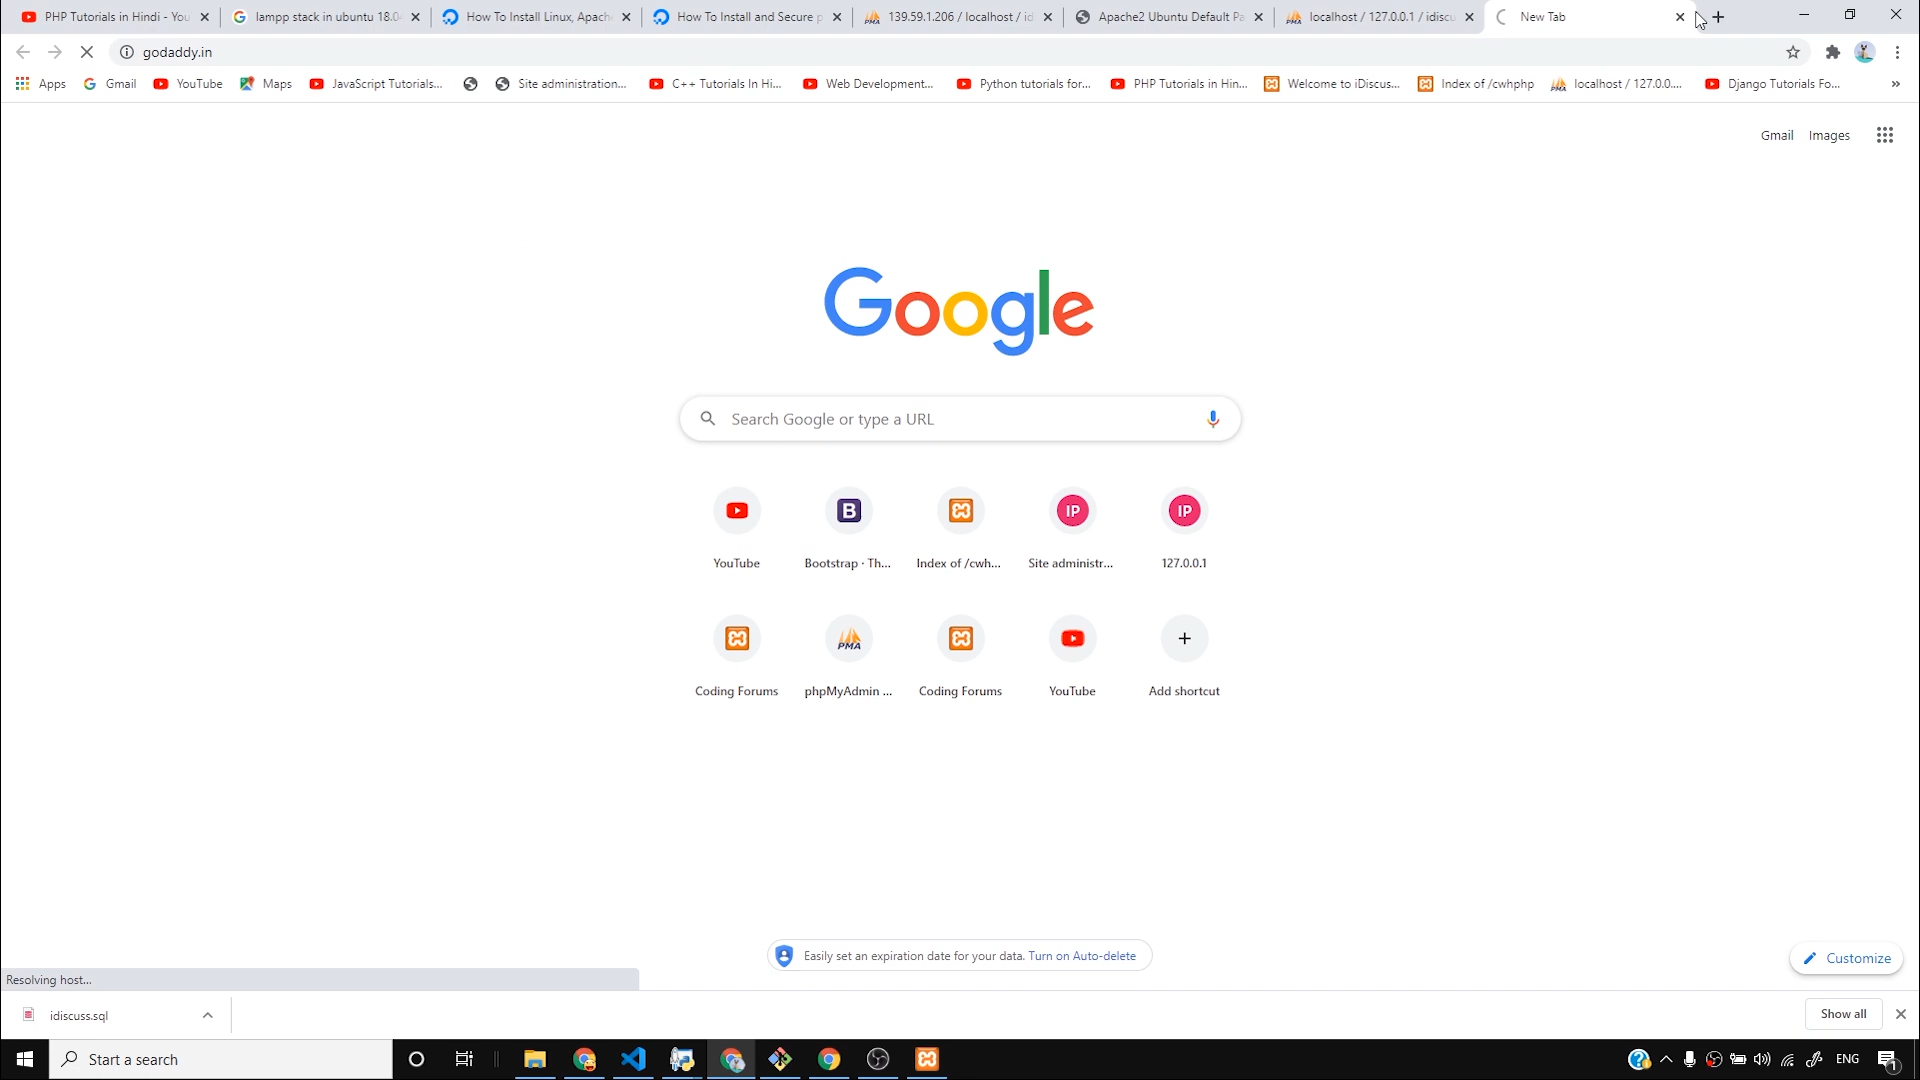 PHP Tutorials in Hindi - You
lampp stack in ubuntu 18.0
How To Install Linux, Apach
How To Install and Secure p
139.59.1.206 / localhost / id
Apache2 Ubuntu Default Pa
localhost / 127.0.0.1 / idiscu
New Tab
godaddy.in
Apps
Gmail
YouTube
Maps
JavaScript Tutorials...
Site administration...
C++ Tutorials In Hi...
Web Development...
Python tutorials for...
PHP Tutorials in Hin...
Welcome to iDiscus...
Index of /cwhphp
localhost / 127.0.0....
Django Tutorials Fo...
»
Gmail Images
Google
Search Google or type a URL
B IP IP
YouTube Bootstrap · Th... Index of /cwh... Site administr... 127.0.0.1
PMA
Coding Forums phpMyAdmin ... Coding Forums YouTube Add shortcut
Easily set an expiration date for your data. Turn on Auto-delete
Customize
Resolving host...
idiscuss.sql
Show all
Start a search
ENG
1